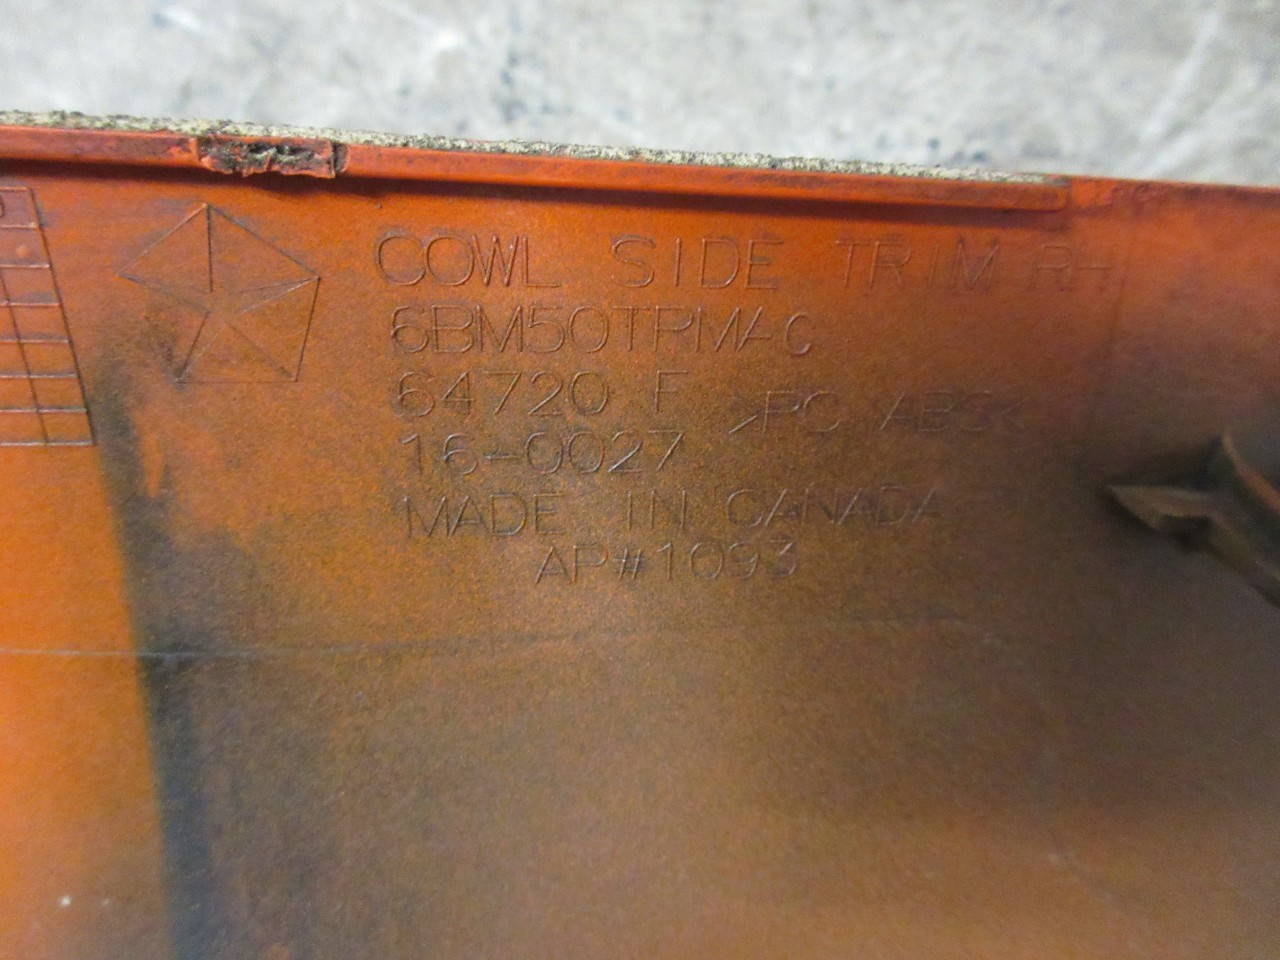 COWL SIDE TRIM RH
6BM50TRMAC
64720 F >PC ABS<
16-0027
MADE IN CANADA
AP#1093